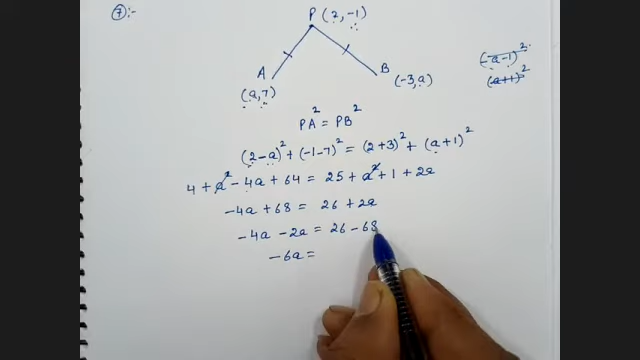 7:-
P (2, -1)
A
B
(a, 7)
(-3, a)
(-a-1)²
(a+1)²
PA² = PB²
(2-a)² + (-1-7)² = (2+3)² + (a+1)²
4 + a² - 4a + 64 = 25 + a² + 1 + 2a
-4a + 68 = 26 + 2a
-4a - 2a = 26 - 68
-6a =